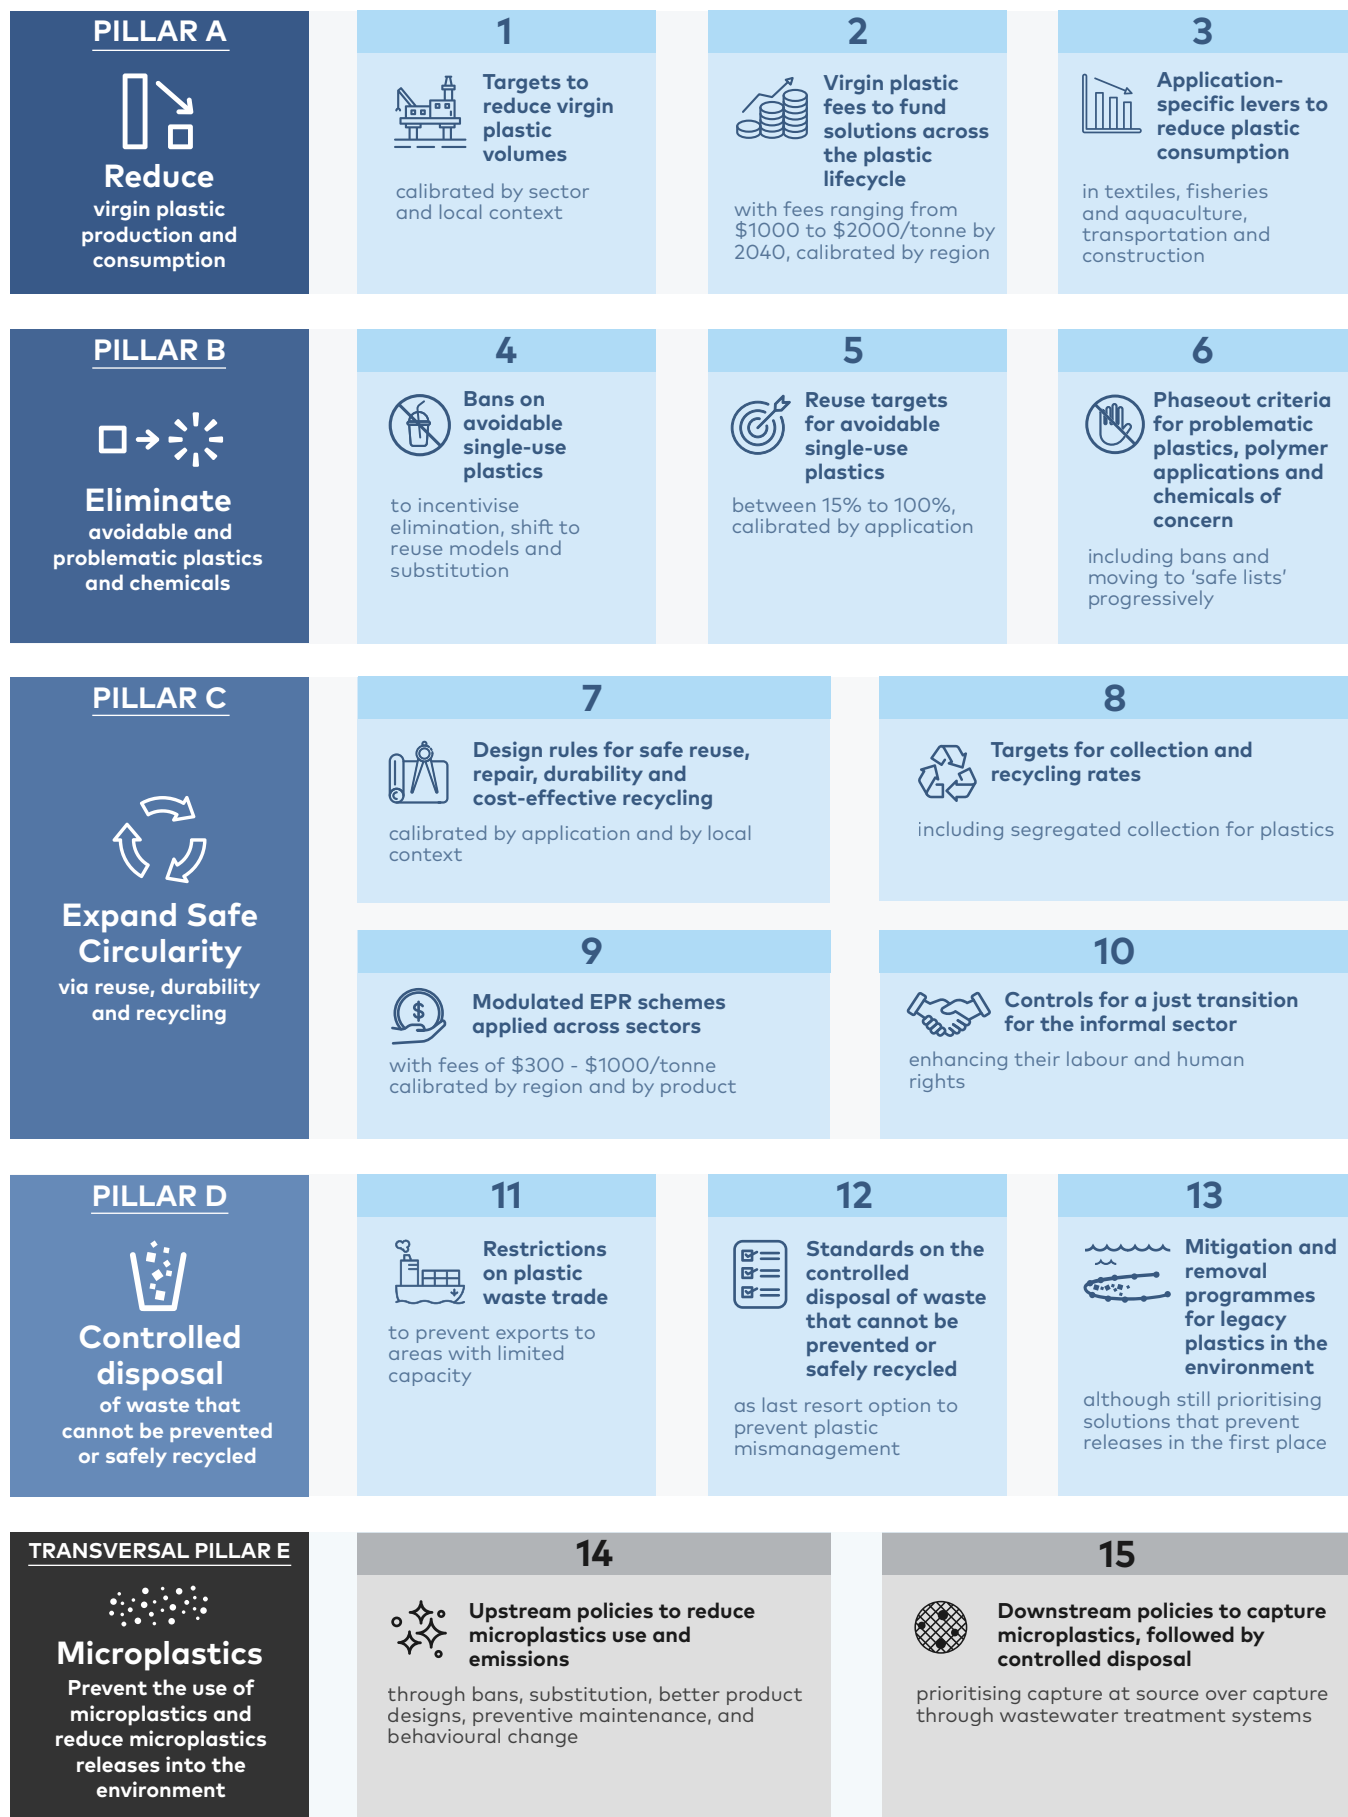 PILLAR A
Reduce
virgin plastic
production and
consumption
1
Targets to
reduce virgin
plastic
volumes
calibrated by sector
and local context
2
Virgin plastic
fees to fund
solutions across
the plastic
lifecycle
with fees ranging from
$1000 to $2000/tonne by
2040, calibrated by region
3
Application-
specific levers to
reduce plastic
consumption
in textiles, fisheries
and aquaculture,
transportation and
construction
PILLAR B
Eliminate
avoidable and
problematic plastics
and chemicals
4
Bans on
avoidable
single-use
plastics
to incentivise
elimination, shift to
reuse models and
substitution
5
Reuse targets
for avoidable
single-use
plastics
between 15% to 100%,
calibrated by application
6
Phaseout criteria
for problematic
plastics, polymer
applications and
chemicals of
concern
including bans and
moving to ‘safe lists’
progressively
PILLAR C
Expand Safe
Circularity
via reuse, durability
and recycling
7
Design rules for safe reuse,
repair, durability and
cost-effective recycling
calibrated by application and by local
context
8
Targets for collection and
recycling rates
including segregated collection for plastics
9
$
Modulated EPR schemes
applied across sectors
with fees of $300 - $1000/tonne
calibrated by region and by product
10
Controls for a just transition
for the informal sector
enhancing their labour and human
rights
PILLAR D
Controlled
disposal
of waste that
cannot be prevented
or safely recycled
11
Restrictions
on plastic
waste trade
to prevent exports to
areas with limited
capacity
12
Standards on the
controlled
disposal of waste
that cannot be
prevented or
safely recycled
as last resort option to
prevent plastic
mismanagement
13
Mitigation and
removal
programmes
for legacy
plastics in the
environment
although still prioritising
solutions that prevent
releases in the first place
TRANSVERSAL PILLAR E
Microplastics
Prevent the use of
microplastics and
reduce microplastics
releases into the
environment
14
Upstream policies to reduce
microplastics use and
emissions
through bans, substitution, better product
designs, preventive maintenance, and
behavioural change
15
Downstream policies to capture
microplastics, followed by
controlled disposal
prioritising capture at source over capture
through wastewater treatment systems